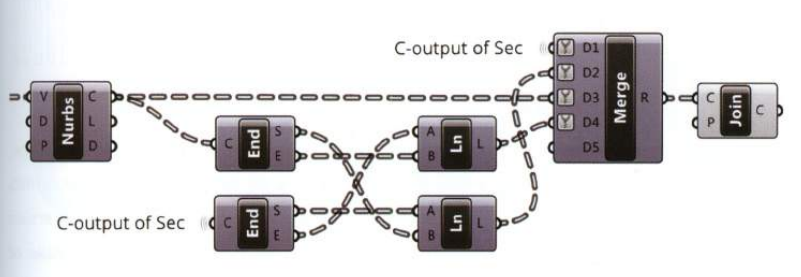 C-output of Sec
D1
D2
D3
D4
D5
Merge
R
V
D
P
Nurbs
C
L
D
C
End
S
E
A
B
Ln
L
C
P
Join
C
C-output of Sec
C
End
S
E
A
B
Ln
L